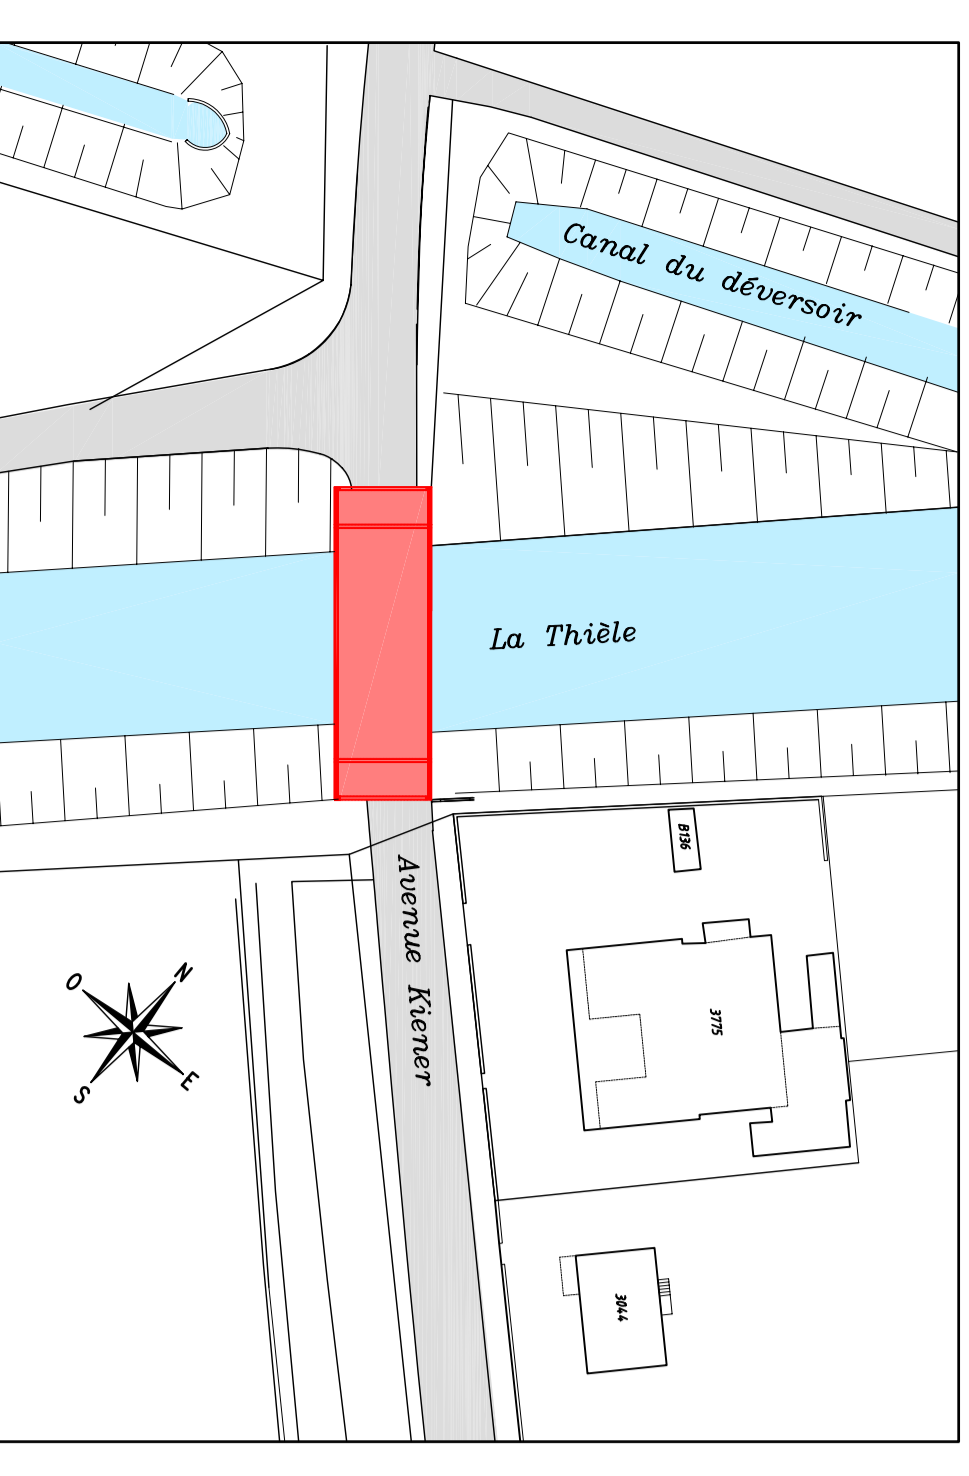 Canal du déversoir
La Thièle
B136
Avenue Kiener
3775
O
N
S
E
3044